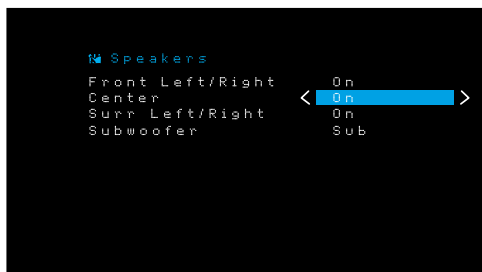 Speakers
Front Left/Right On
Center < On >
Surr Left/Right On
Subwoofer Sub